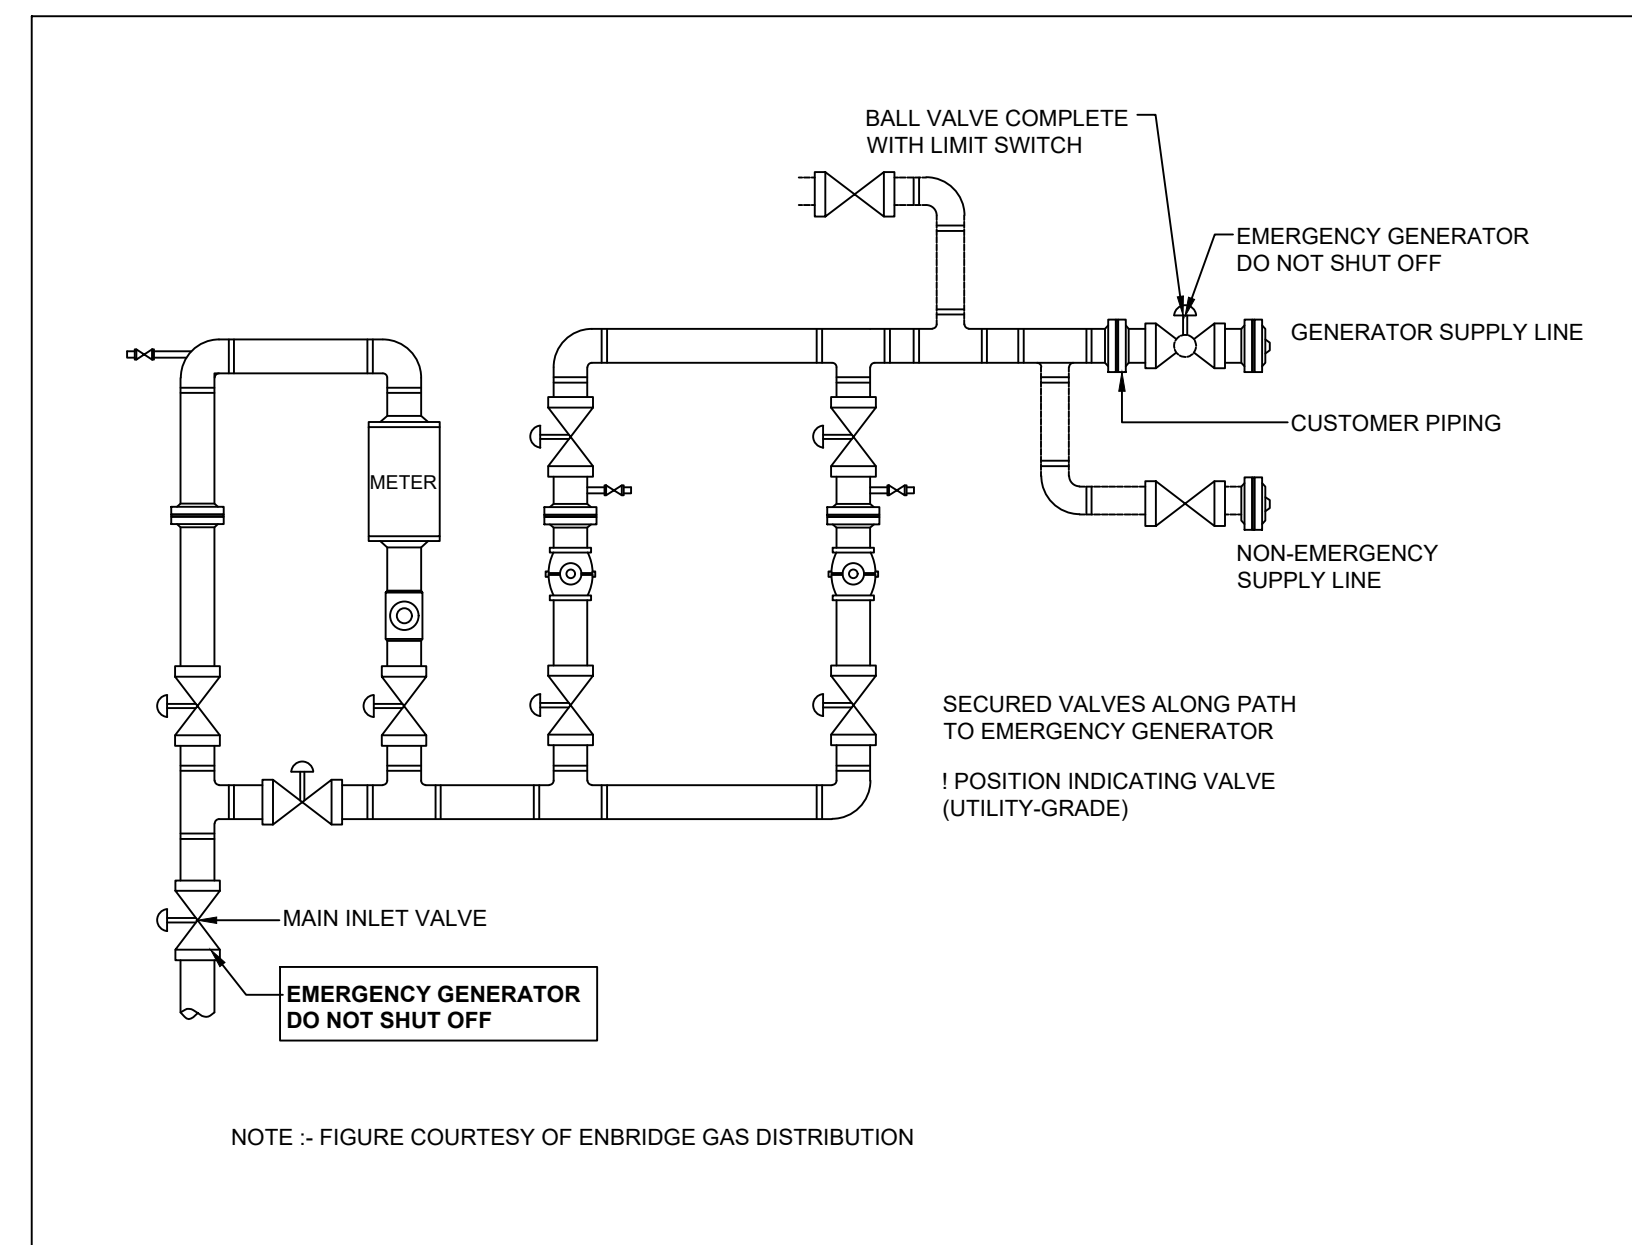 BALL VALVE COMPLETE
WITH LIMIT SWITCH
EMERGENCY GENERATOR
DO NOT SHUT OFF
GENERATOR SUPPLY LINE
CUSTOMER PIPING
METER
NON-EMERGENCY
SUPPLY LINE
SECURED VALVES ALONG PATH
TO EMERGENCY GENERATOR
! POSITION INDICATING VALVE
(UTILITY-GRADE)
MAIN INLET VALVE
EMERGENCY GENERATOR
DO NOT SHUT OFF
NOTE :- FIGURE COURTESY OF ENBRIDGE GAS DISTRIBUTION